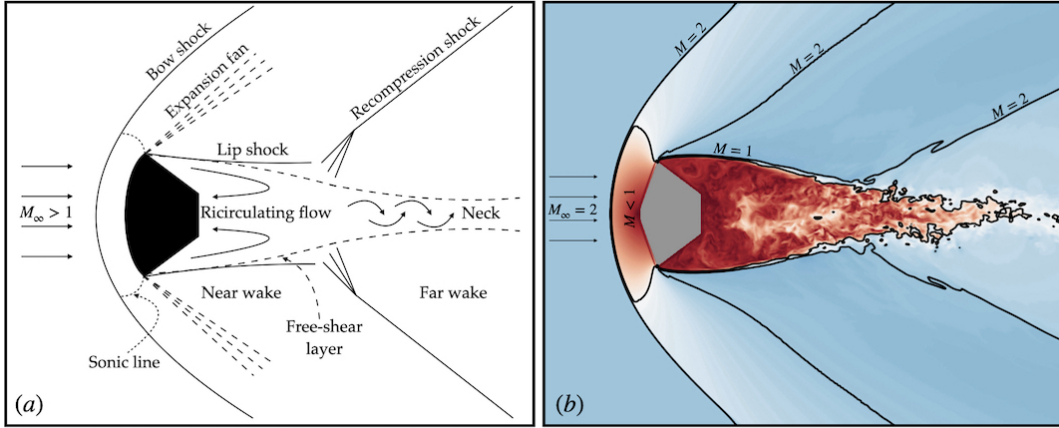 Bow shock
Expansion fan
Recompression shock
Lip shock
M∞ > 1
Ricirculating flow
Neck
Near wake
Far wake
Free-shear
layer
Sonic line
(a)
M = 2
M = 2
M = 2
M = 1
M < 1
M∞ = 2
(b)